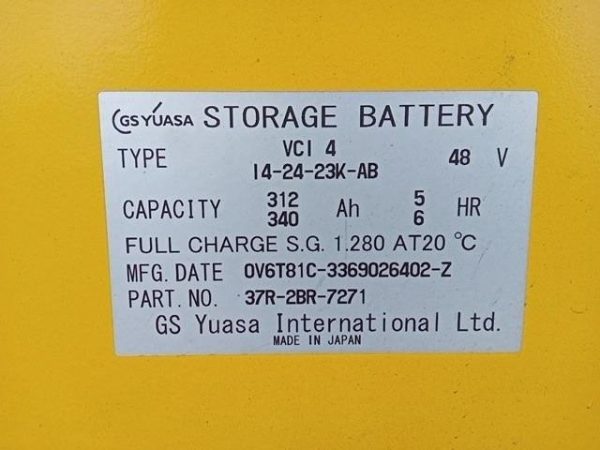 GS YUASA STORAGE BATTERY
TYPE VCI 4 48 V
14-24-23K-AB
CAPACITY 312 Ah 5 HR
340 6
FULL CHARGE S.G. 1.280 AT20 ℃
MFG. DATE 0V6T81C-3369026402-Z
PART. NO. 37R-2BR-7271
GS Yuasa International Ltd.
MADE IN JAPAN